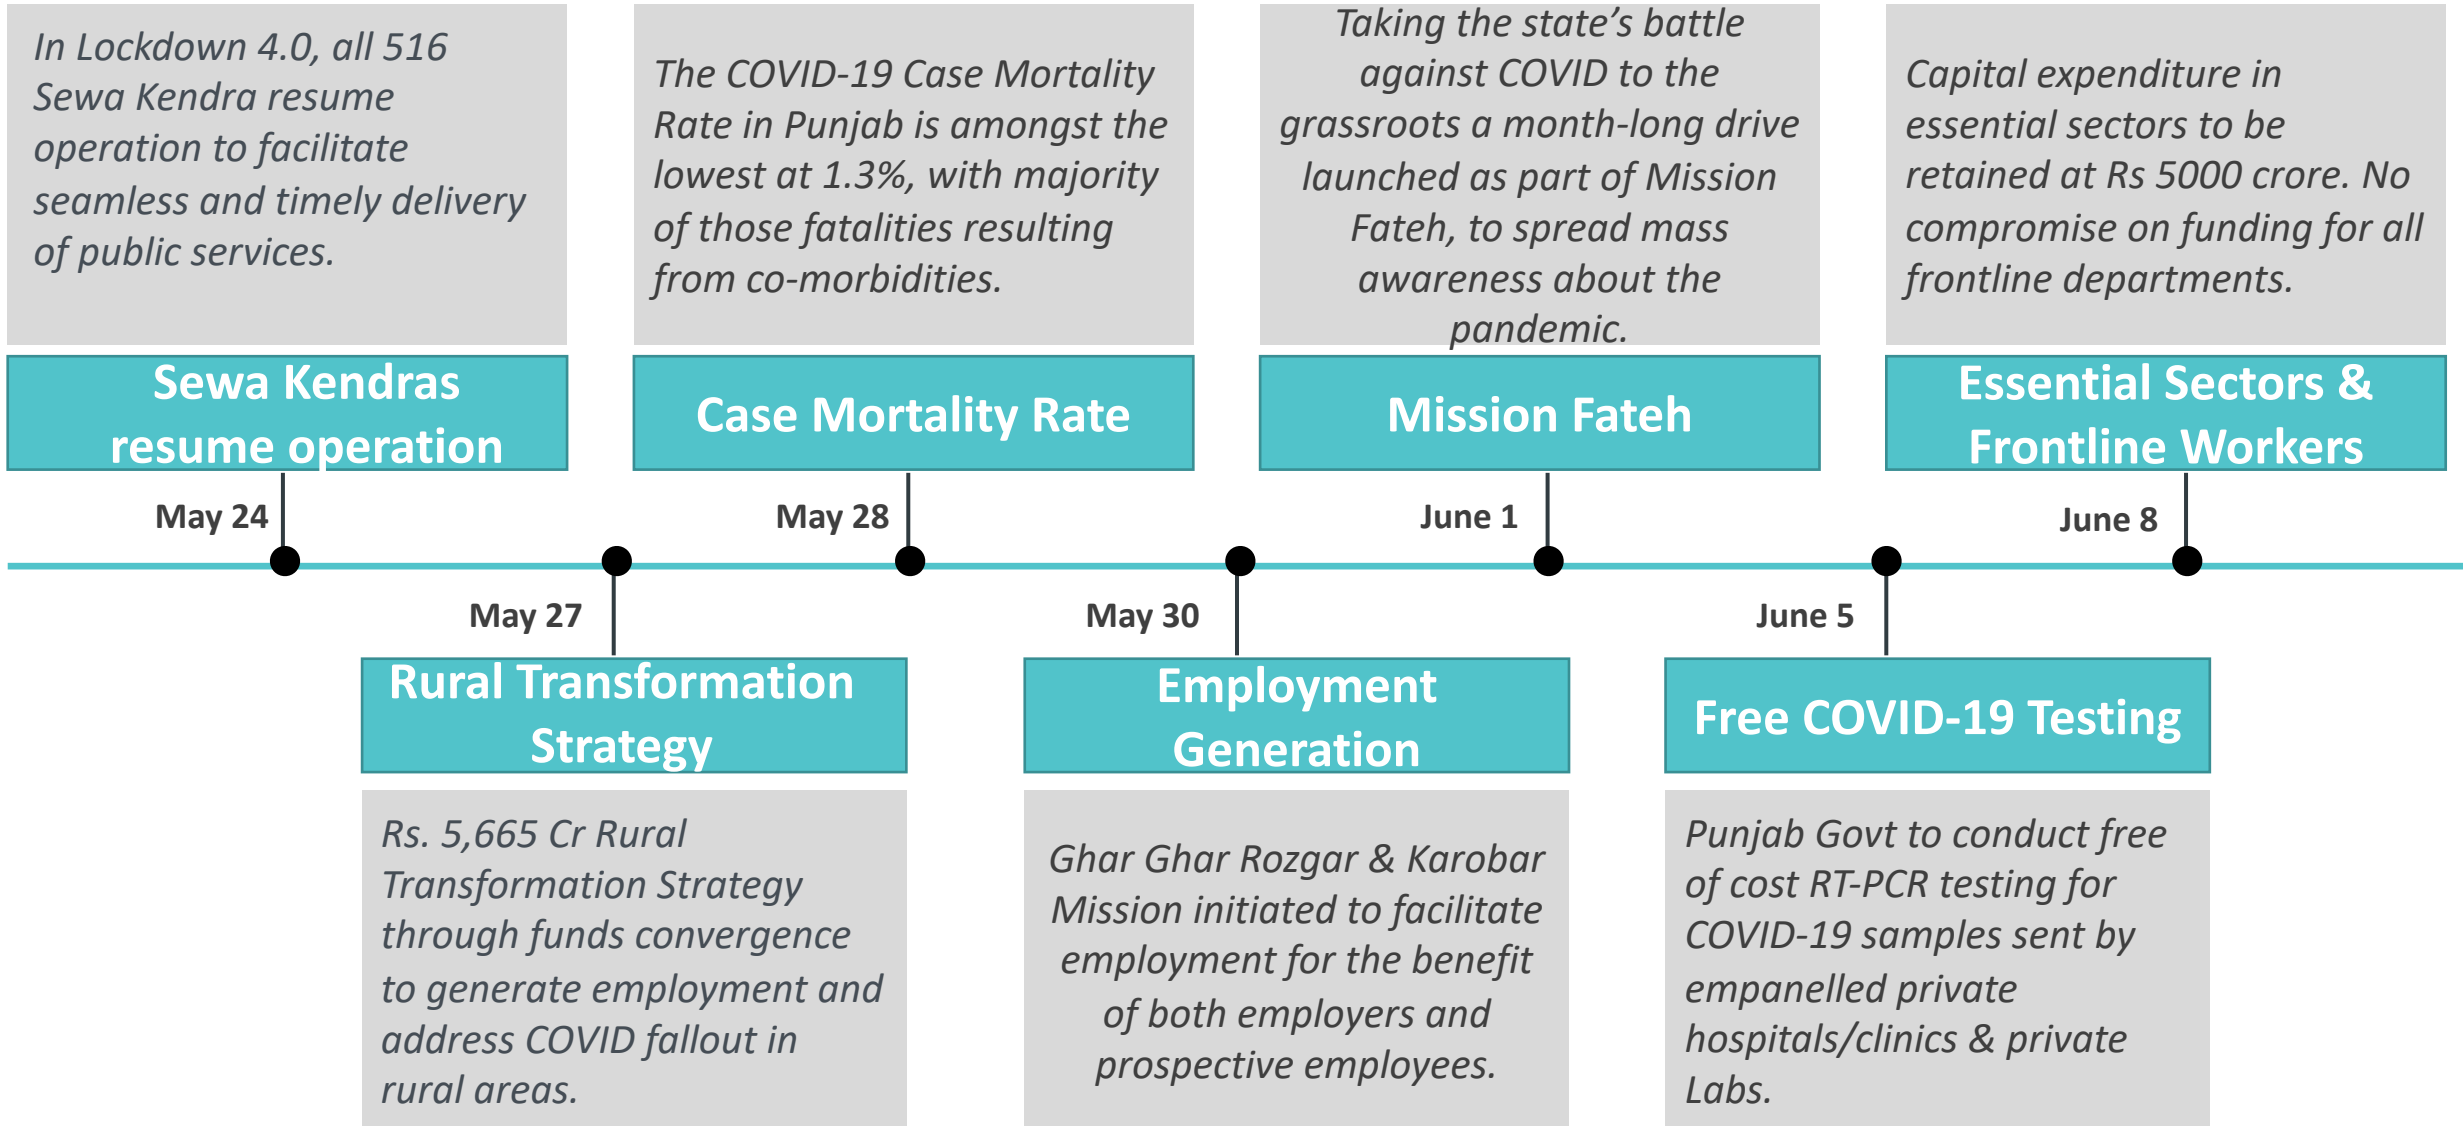 In Lockdown 4.0, all 516
Sewa Kendra resume
operation to facilitate
seamless and timely delivery
of public services.
Sewa Kendras
resume operation
May 24
The COVID-19 Case Mortality
Rate in Punjab is amongst the
lowest at 1.3%, with majority
of those fatalities resulting
from co-morbidities.
Case Mortality Rate
May 28
Taking the state’s battle
against COVID to the
grassroots a month-long drive
launched as part of Mission
Fateh, to spread mass
awareness about the
pandemic.
Mission Fateh
June 1
Capital expenditure in
essential sectors to be
retained at Rs 5000 crore. No
compromise on funding for all
frontline departments.
Essential Sectors &
Frontline Workers
June 8
May 27
Rural Transformation
Strategy
Rs. 5,665 Cr Rural
Transformation Strategy
through funds convergence
to generate employment and
address COVID fallout in
rural areas.
May 30
Employment
Generation
Ghar Ghar Rozgar & Karobar
Mission initiated to facilitate
employment for the benefit
of both employers and
prospective employees.
June 5
Free COVID-19 Testing
Punjab Govt to conduct free
of cost RT-PCR testing for
COVID-19 samples sent by
empanelled private
hospitals/clinics & private
Labs.